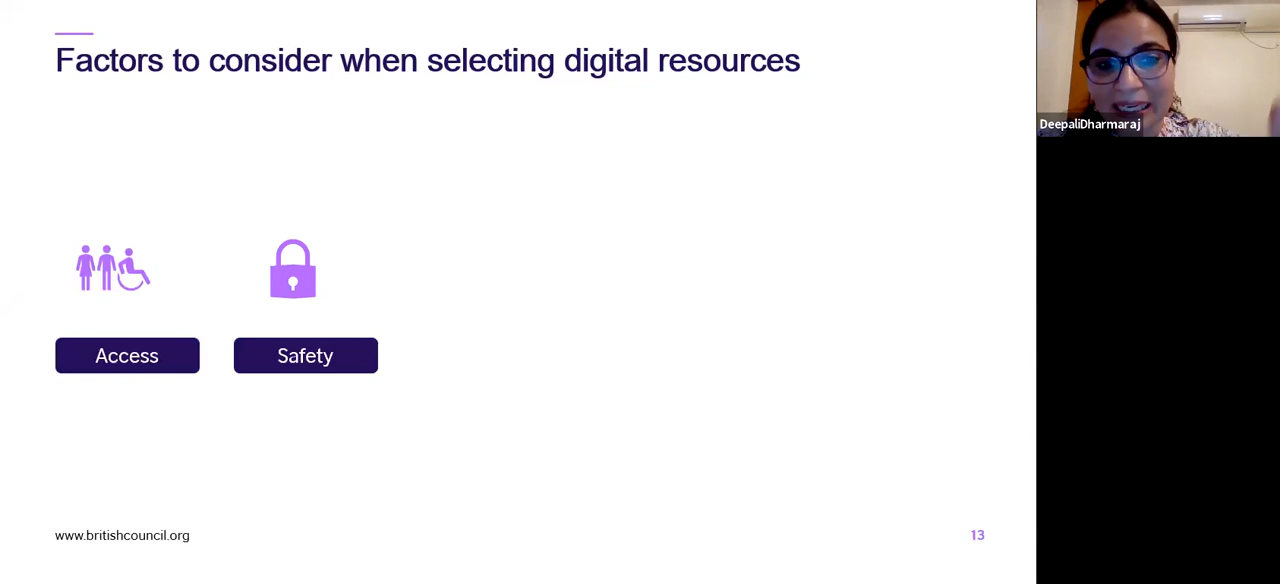 Factors to consider when selecting digital resources
DeepaliDharmaraj
Access
Safety
www.britishcouncil.org
13